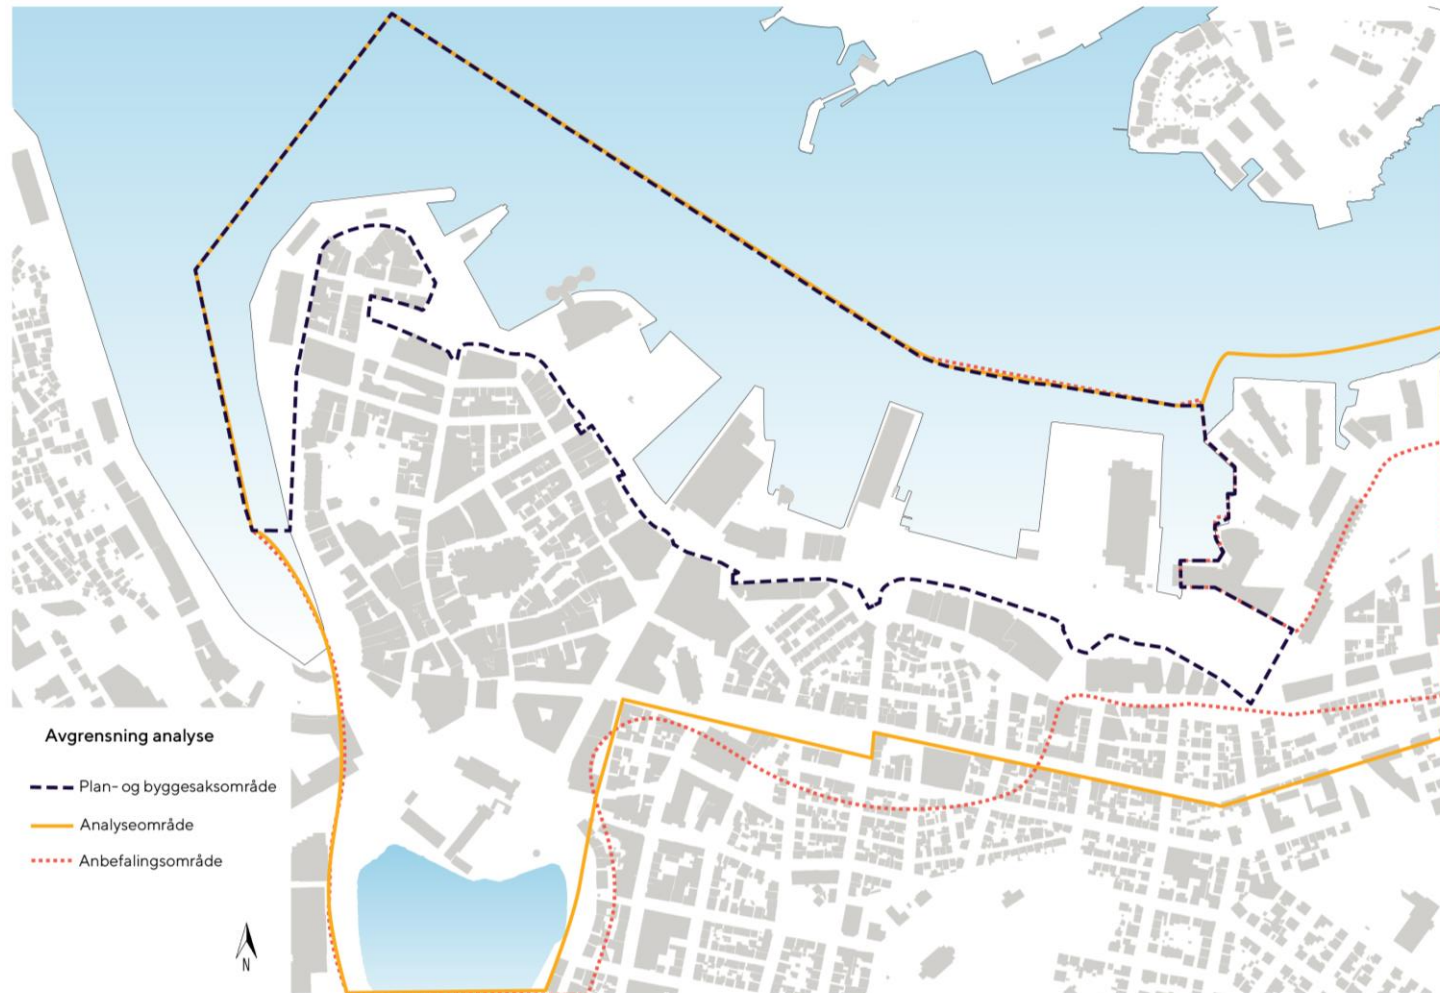 Avgrensning analyse
Plan- og byggesaksområde
Analyseområde
Anbefalingsområde
N